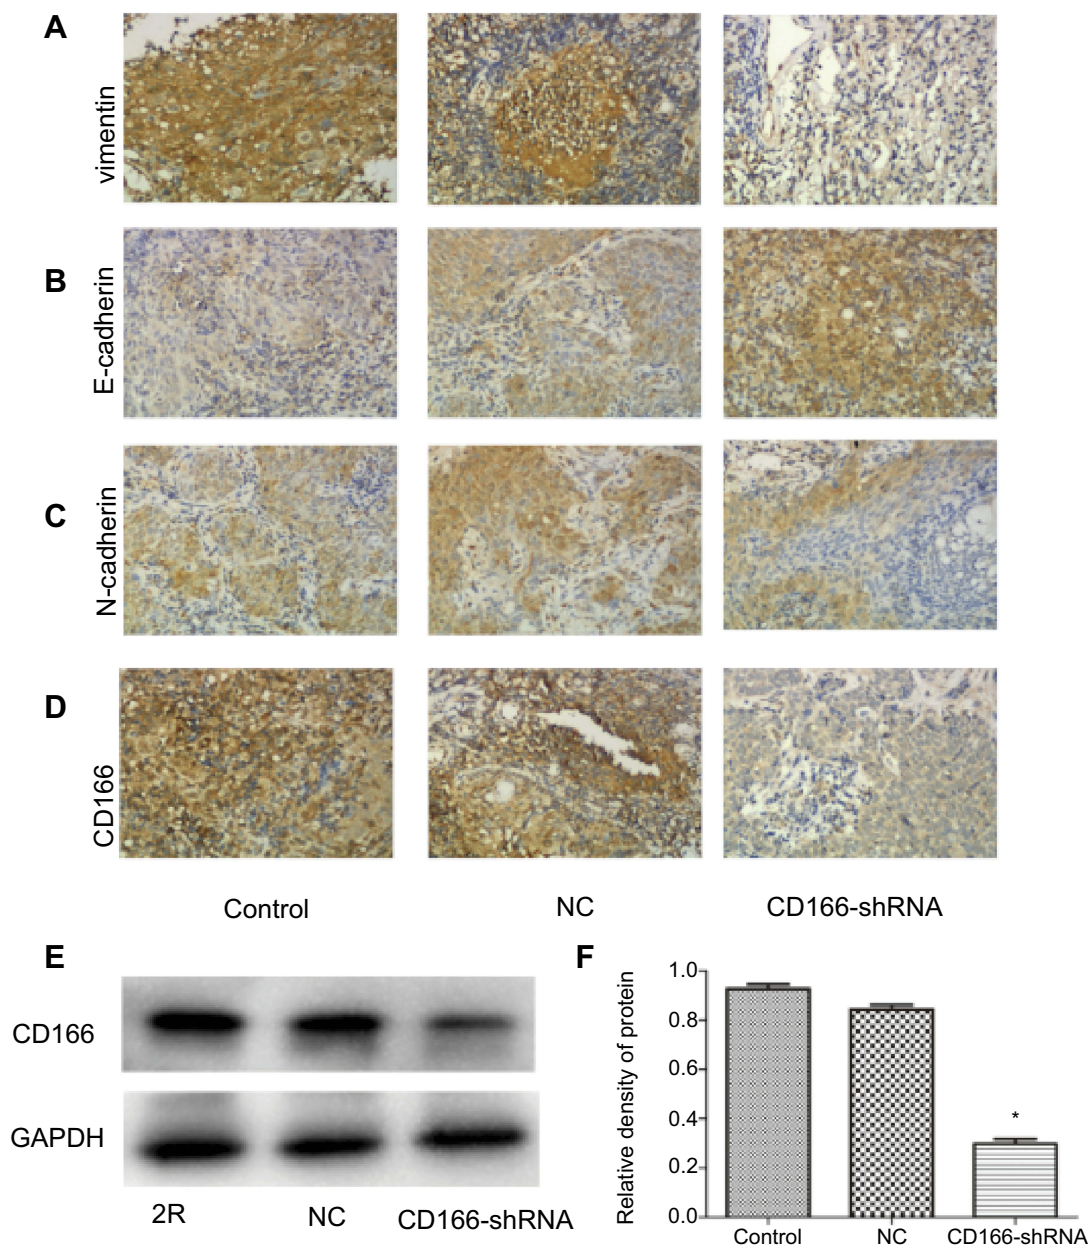 A
vimentin
B
E-cadherin
C
N-cadherin
D
CD166
Control NC CD166-shRNA
E
CD166
GAPDH
2R NC CD166-shRNA
F
Relative density of protein
1.0
0.8
0.6
0.4
0.2
0.0
*
Control NC CD166-shRNA